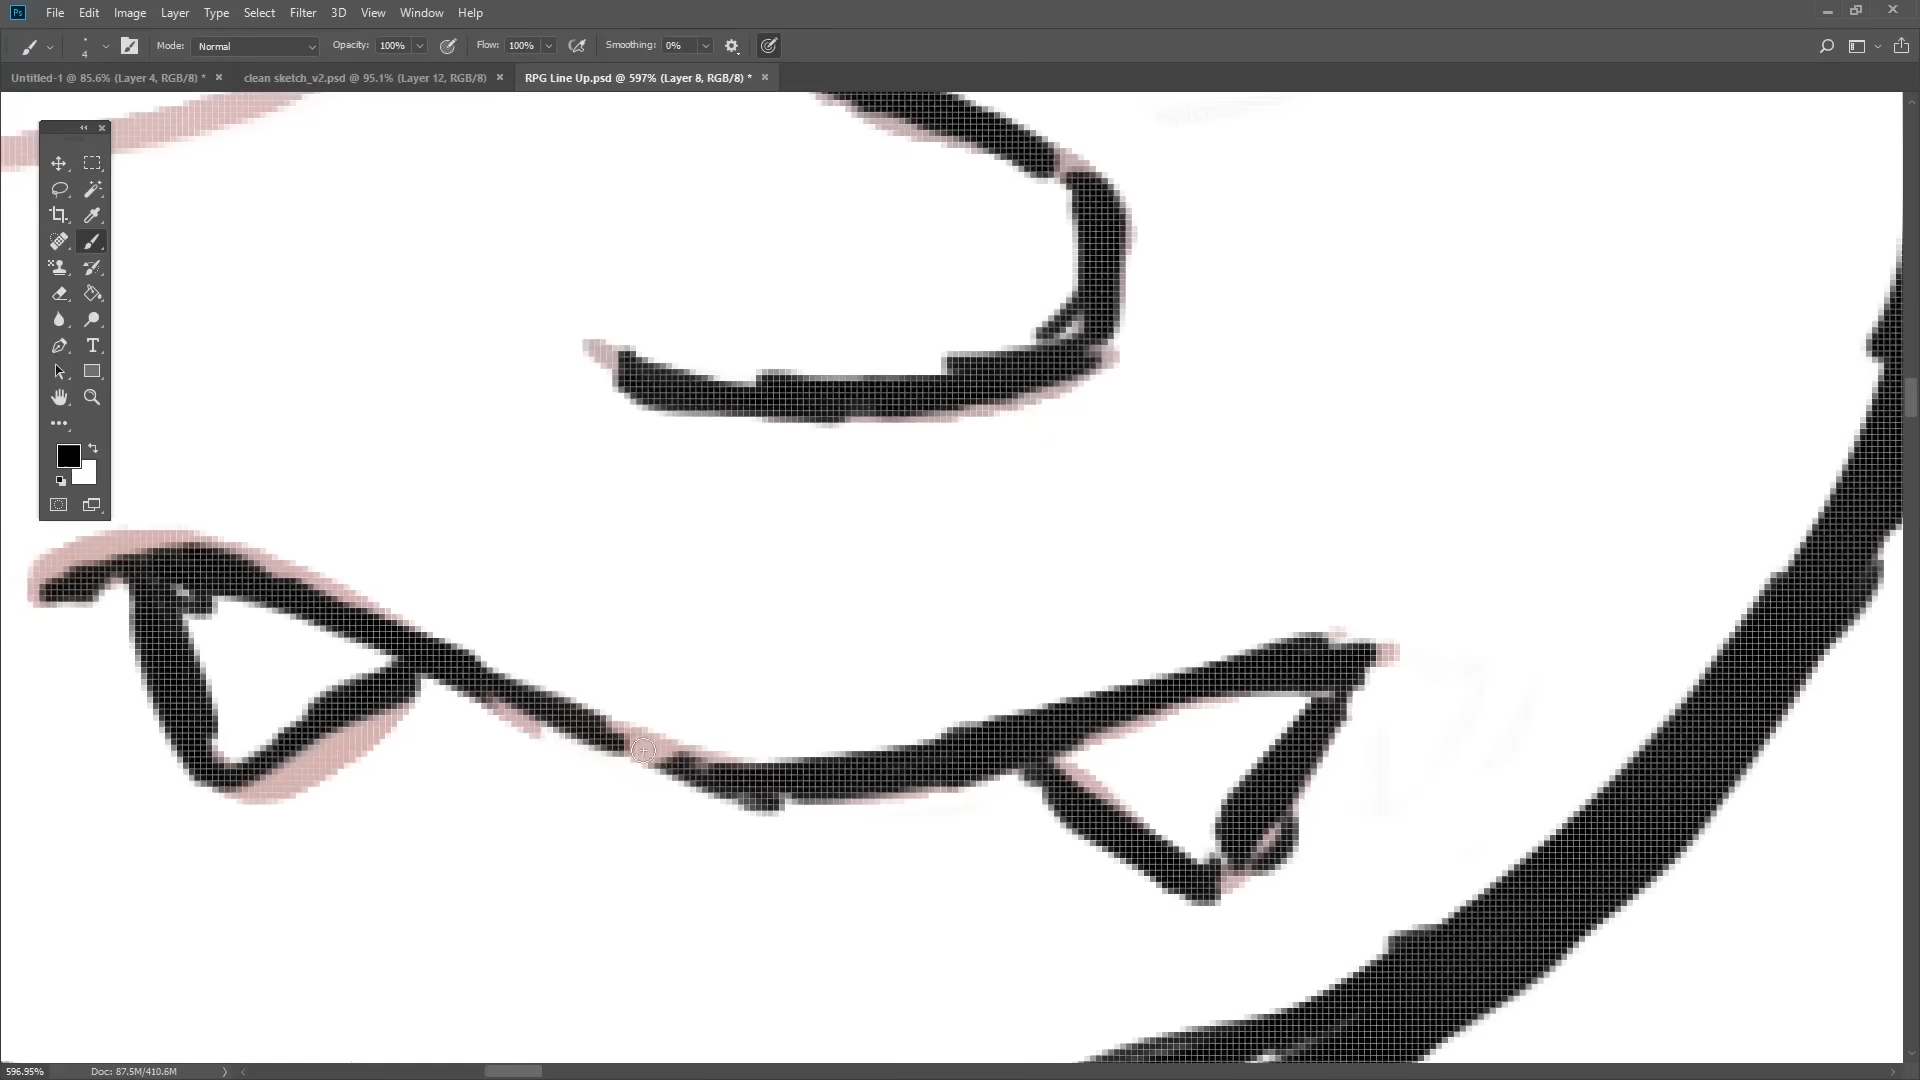 Ps File Edit Image Layer Type Select Filter 3D View Window Help
4 Mode: Normal Opacity: 100% Flow: 100% Smoothing: 0%
Untitled-1 @ 85.6% (Layer 4, RGB/8) * clean sketch_v2.psd @ 95.1% (Layer 12, RGB/8) RPG Line Up.psd @ 597% (Layer 8, RGB/8) *
T
596.95% Doc: 87.5M/410.6M